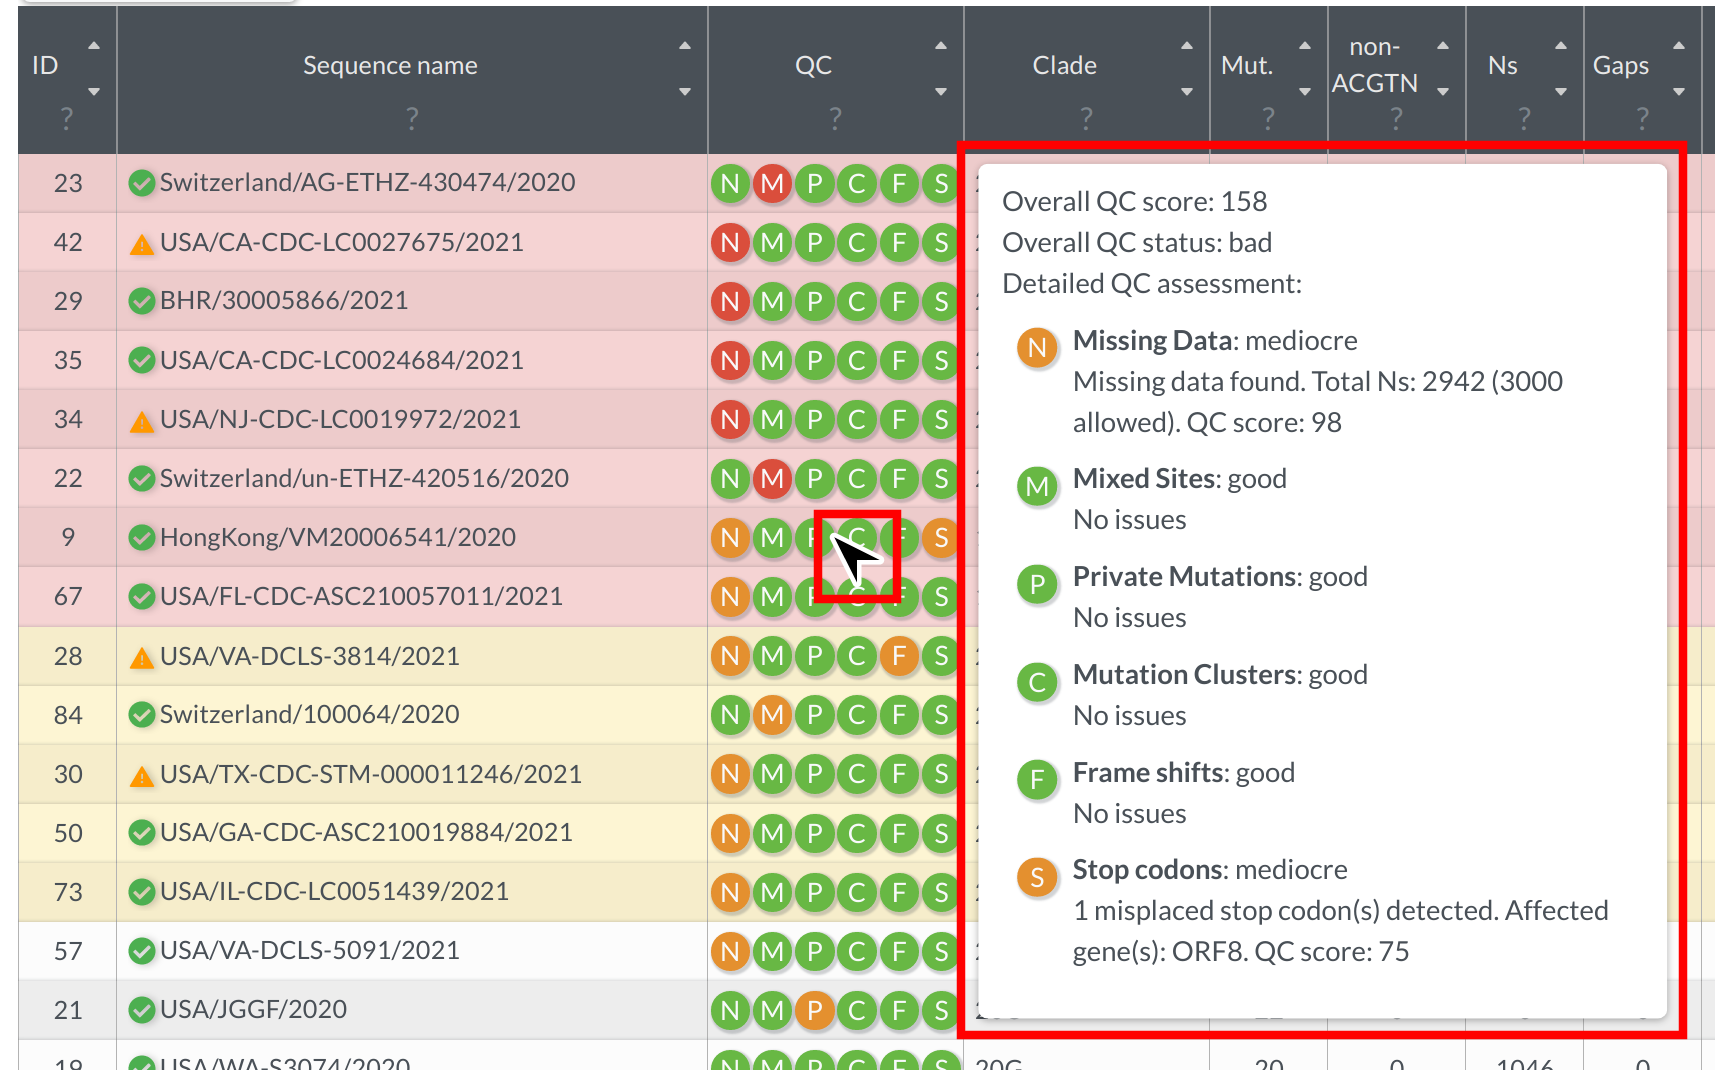 ID Sequence name QC Clade Mut. non-ACGTN Ns Gaps
? ? ? ? ? ? ? ?
23 Switzerland/AG-ETHZ-430474/2020 N M P C F S
42 USA/CA-CDC-LC0027675/2021 N M P C F S
29 BHR/30005866/2021 N M P C F S
35 USA/CA-CDC-LC0024684/2021 N M P C F S
34 USA/NJ-CDC-LC0019972/2021 N M P C F S
22 Switzerland/un-ETHZ-420516/2020 N M P C F S
9 HongKong/VM20006541/2020 N M P C F S
67 USA/FL-CDC-ASC210057011/2021 N M P C F S
28 USA/VA-DCLS-3814/2021 N M P C F S
84 Switzerland/100064/2020 N M P C F S
30 USA/TX-CDC-STM-000011246/2021 N M P C F S
50 USA/GA-CDC-ASC210019884/2021 N M P C F S
73 USA/IL-CDC-LC0051439/2021 N M P C F S
57 USA/VA-DCLS-5091/2021 N M P C F S
21 USA/JGGF/2020 N M P C F S
19 USA/WA-S3074/2020 N M P C F S 20G 20 0 1046 0
Overall QC score: 158
Overall QC status: bad
Detailed QC assessment:
N Missing Data: mediocre
Missing data found. Total Ns: 2942 (3000
allowed). QC score: 98
M Mixed Sites: good
No issues
P Private Mutations: good
No issues
C Mutation Clusters: good
No issues
F Frame shifts: good
No issues
S Stop codons: mediocre
1 misplaced stop codon(s) detected. Affected
gene(s): ORF8. QC score: 75